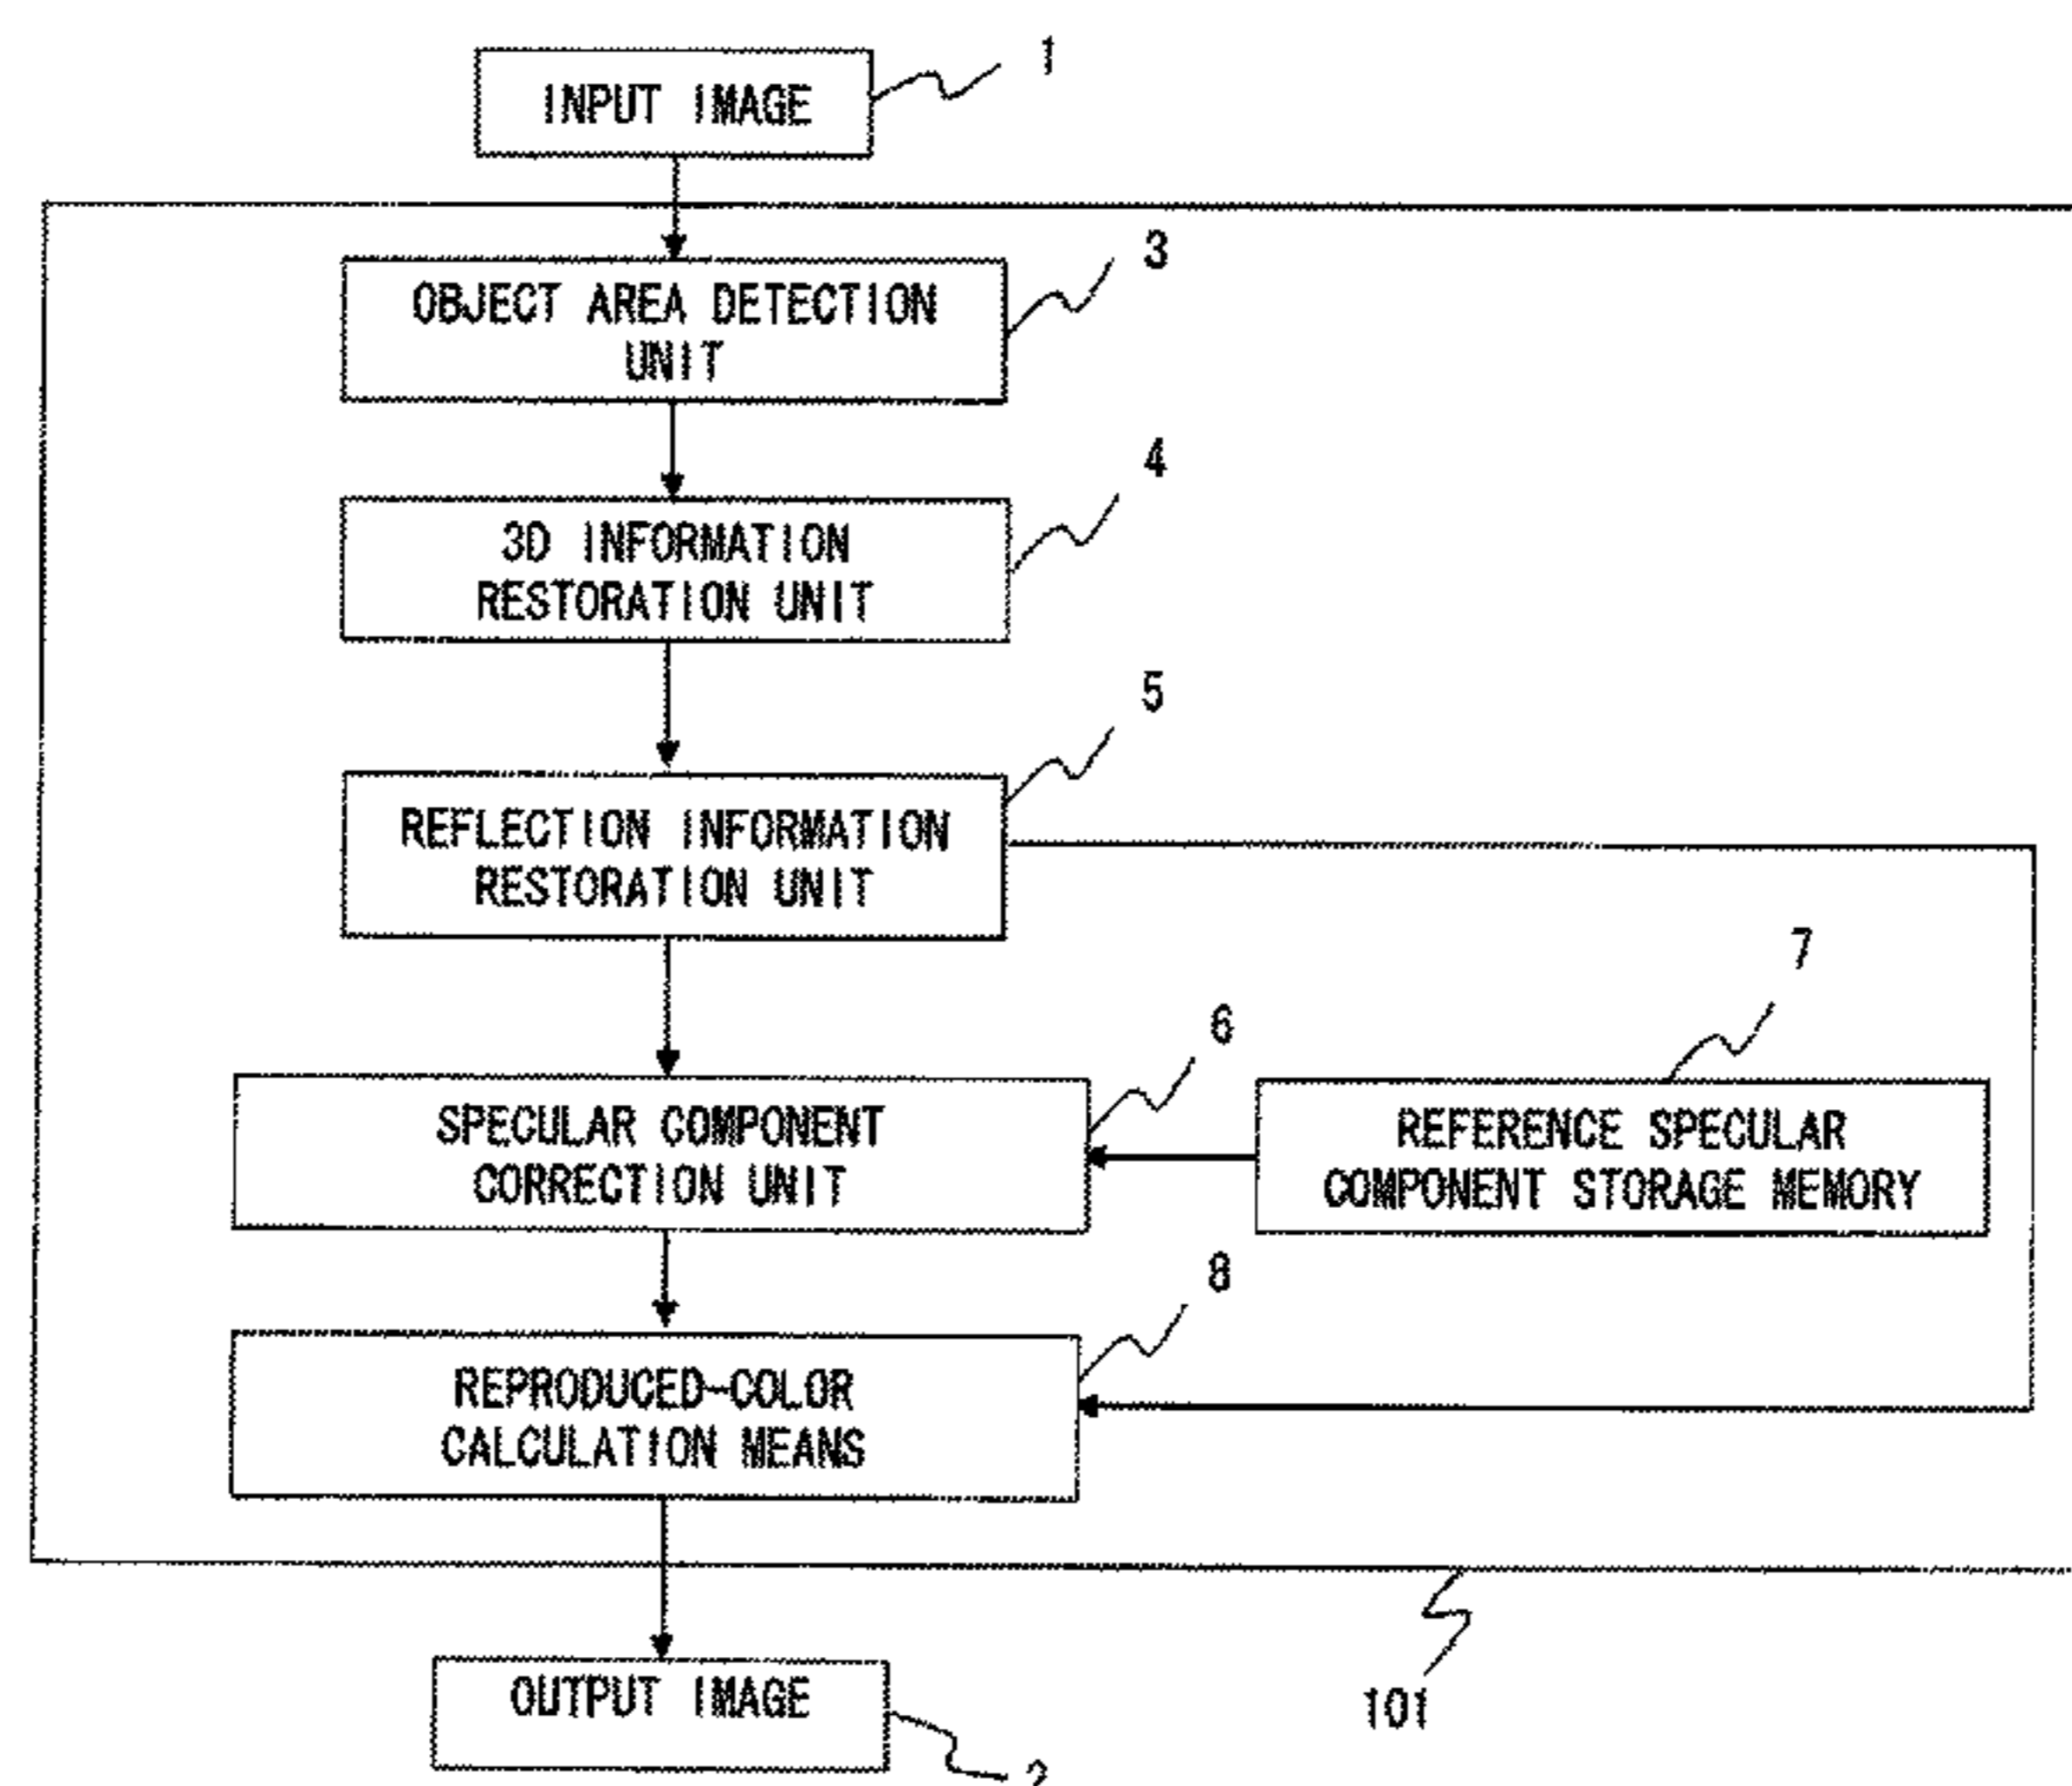 1
INPUT IMAGE
3
OBJECT AREA DETECTION
UNIT
4
3D INFORMATION
RESTORATION UNIT
5
REFLECTION INFORMATION
RESTORATION UNIT
7
6
SPECULAR COMPONENT
CORRECTION UNIT
REFERENCE SPECULAR
COMPONENT STORAGE MEMORY
8
REPRODUCED-COLOR
CALCULATION MEANS
OUTPUT IMAGE
101
2